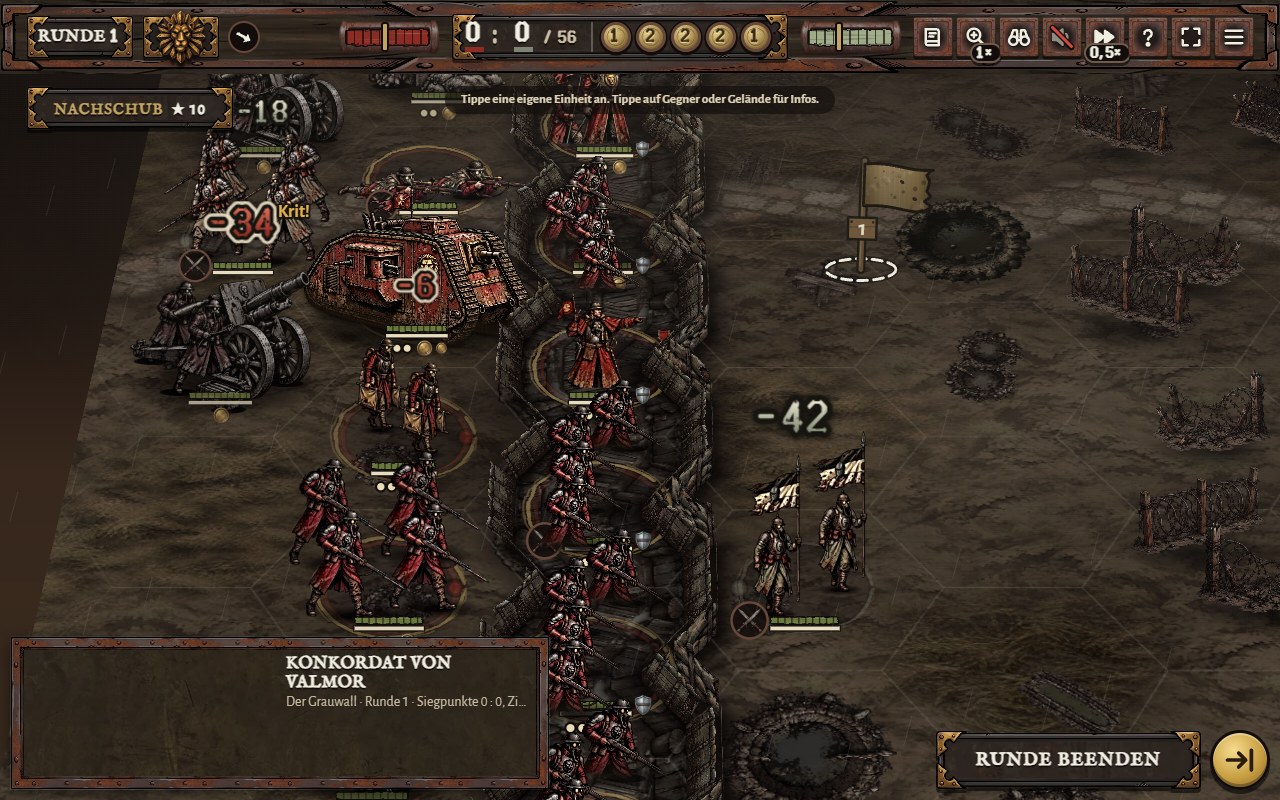 RUNDE 1
0 : 0 / 56
1 2 2 2 1
1×
0,5×
?
NACHSCHUB ★ 10
Tippe eine eigene Einheit an. Tippe auf Gegner oder Gelände für Infos.
-18
-34 Krit!
-6
1
-42
KONKORDAT VON
VALMOR
Der Grauwall · Runde 1 · Siegpunkte 0 : 0, Zi...
RUNDE BEENDEN